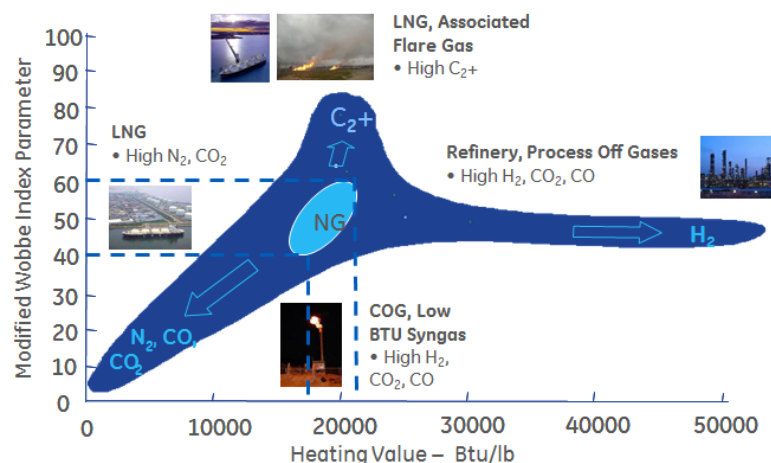 LNG, Associated
Flare Gas
• High C₂+
100
90
80
70
60
50
40
30
20
10
0
Modified Wobbe Index Parameter
LNG
• High N₂, CO₂
C₂+
Refinery, Process Off Gases
• High H₂, CO₂, CO
NG
H₂
N₂, CO,
CO₂
COG, Low
BTU Syngas
• High H₂,
CO₂, CO
0
10000
20000
30000
40000
50000
Heating Value – Btu/lb